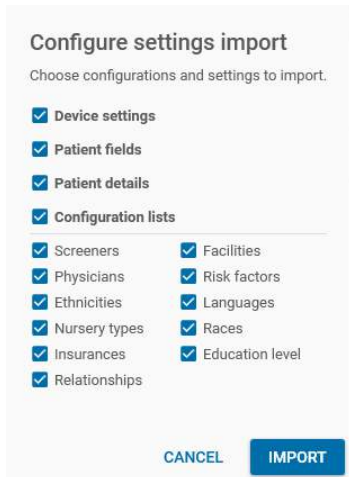 Configure settings import
Choose configurations and settings to import.
Device settings
Patient fields
Patient details
Configuration lists
Screeners Facilities
Physicians Risk factors
Ethnicities Languages
Nursery types Races
Insurances Education level
Relationships
CANCEL IMPORT